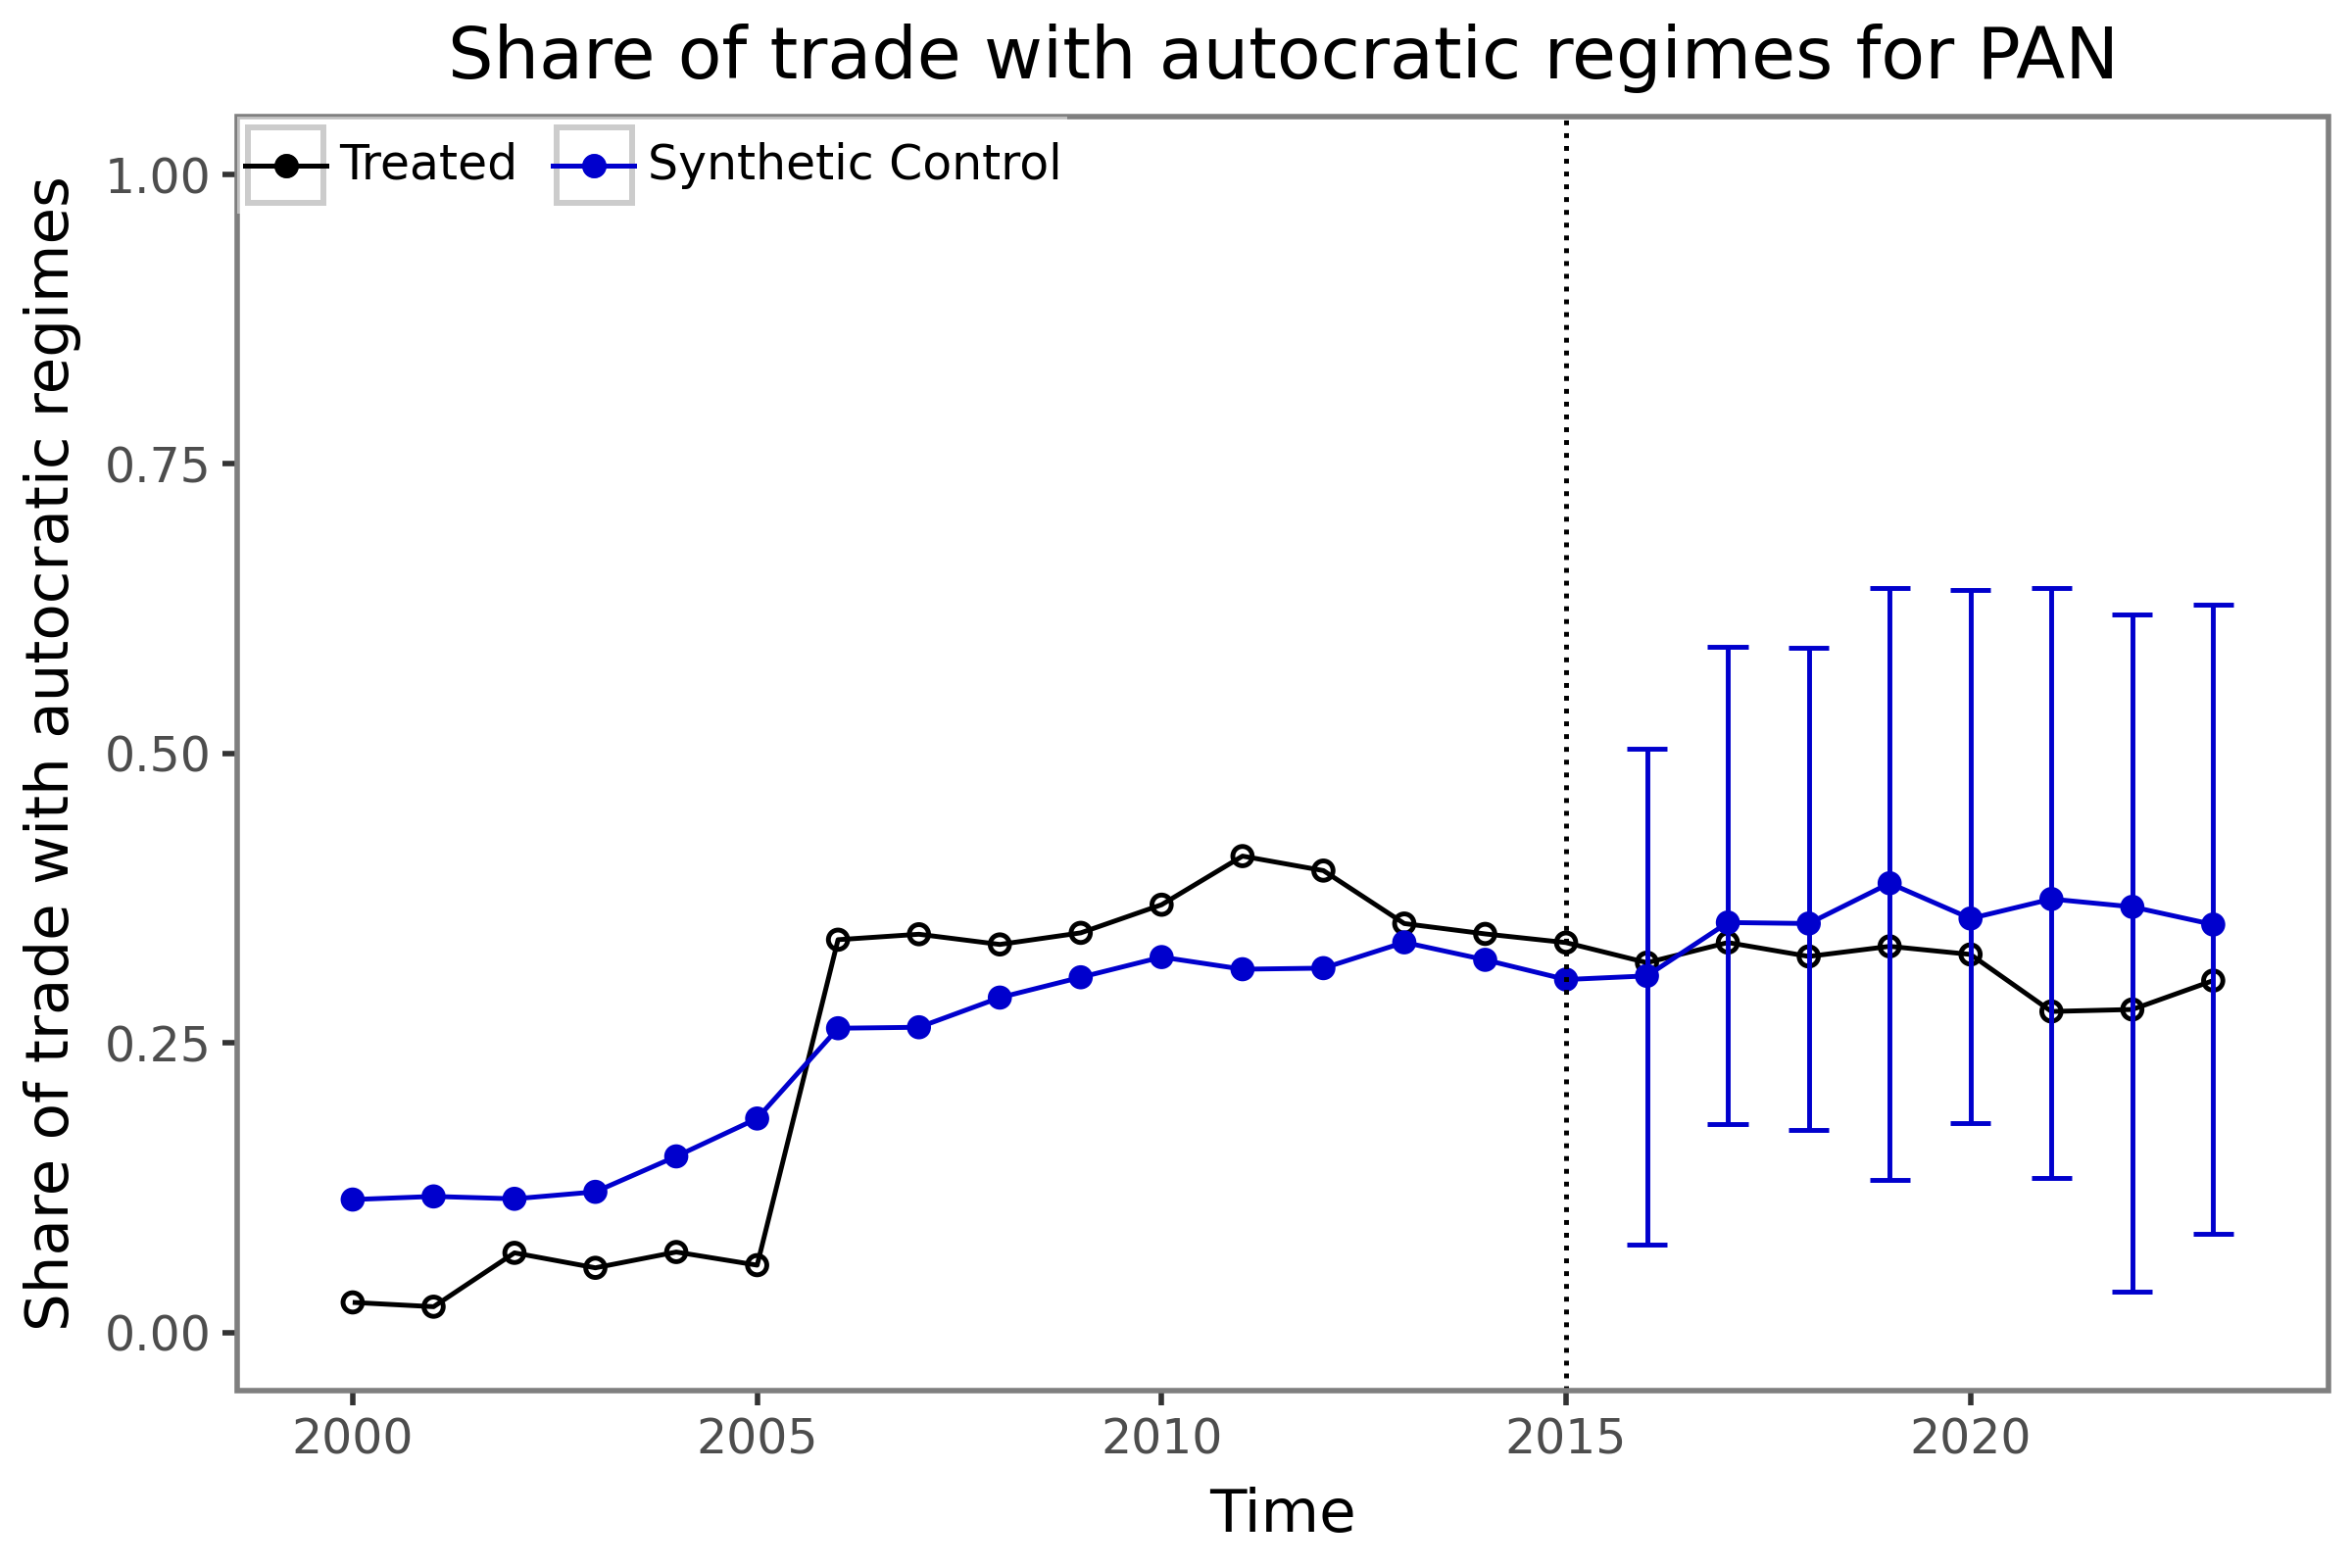 Share of trade with autocratic regimes for PAN
Treated
Synthetic Control
Share of trade with autocratic regimes
1.00
0.75
0.50
0.25
0.00
2000
2005
2010
2015
2020
Time